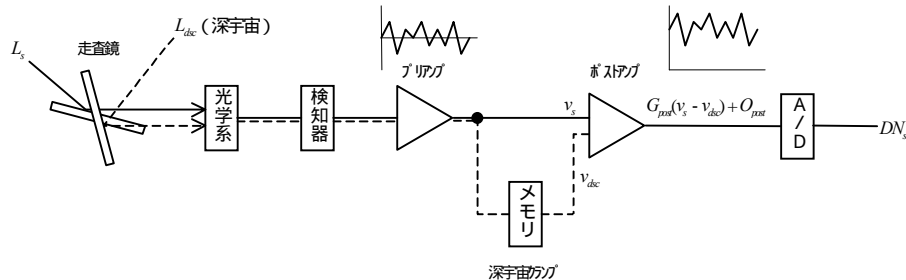 L_s
走査鏡
L_dsc（深宇宙）
光学系
検知器
プリアンプ
v_s
v_dsc
メモリ
深宇宙クランプ
ポストアンプ
G_post(v_s - v_dsc) + O_post
A/D
DN_s